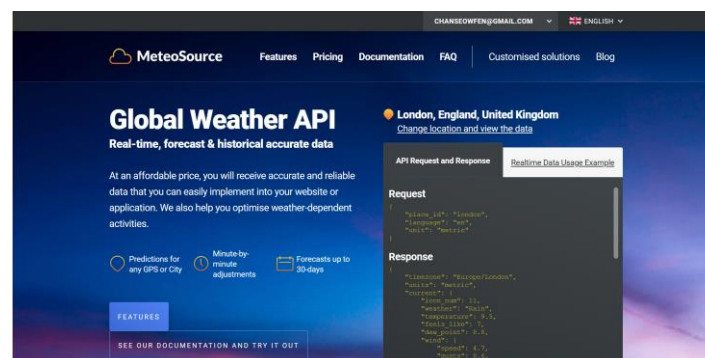 CHANSEOWFEN@GMAIL.COM
ENGLISH
MeteoSource
Features Pricing Documentation FAQ Customised solutions Blog
Global Weather API
Real-time, forecast & historical accurate data
At an affordable price, you will receive accurate and reliable
data that you can easily implement into your website or
application. We also help you optimise weather-dependent
activities.
Predictions for
any GPS or City
Minute-by-
minute
adjustments
Forecasts up to
30-days
FEATURES
SEE OUR DOCUMENTATION AND TRY IT OUT
London, England, United Kingdom
Change location and view the data
API Request and Response
Realtime Data Usage Example
Request
{
"place_id": "london",
"language": "en",
"unit": "metric"
}
Response
{
"timezone": "Europe/London",
"units": "metric",
"current": {
"icon_num": 11,
"weather": "Rain",
"temperature":
"feels_like": 7,
"dew_point":
"wind": {
"speed": 4.7,
"gusts":